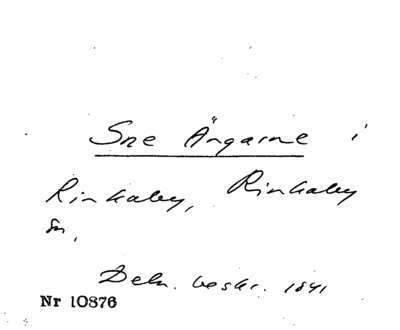 Sne Ängarne i
Rinkaby, Rinkaby
sn.
Deln. beskr. 1841
Nr 10876